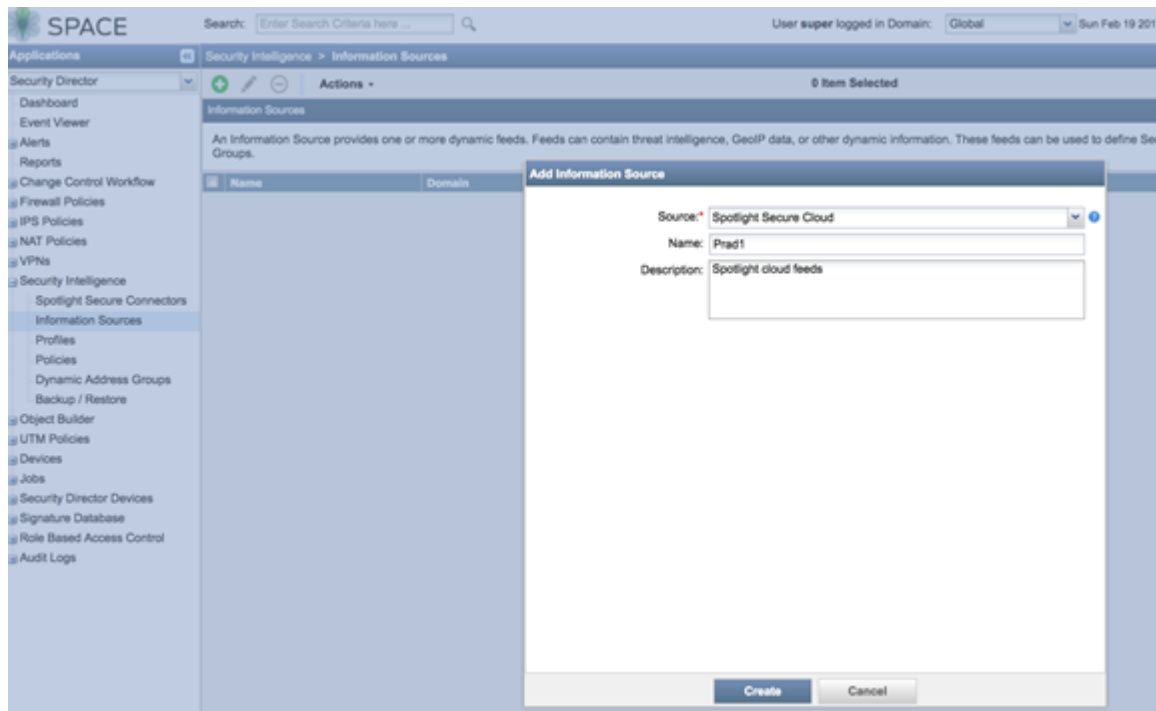 SPACE
Search: Enter Search Criteria here ...
User super logged in Domain: Global
Sun Feb 19 201
Applications
Security Intelligence > Information Sources
Security Director
Actions
0 Item Selected
Dashboard
Event Viewer
Alerts
Reports
Change Control Workflow
Firewall Policies
IPS Policies
NAT Policies
VPNs
Security Intelligence
Spotlight Secure Connectors
Information Sources
Profiles
Policies
Dynamic Address Groups
Backup / Restore
Object Builder
UTM Policies
Devices
Jobs
Security Director Devices
Signature Database
Role Based Access Control
Audit Logs
Information Sources
An Information Source provides one or more dynamic feeds. Feeds can contain threat intelligence, GeoIP data, or other dynamic information. These feeds can be used to define Se
Groups.
Name
Domain
Add Information Source
Source:* Spotlight Secure Cloud
Name: Prad1
Description: Spotlight cloud feeds
Create
Cancel